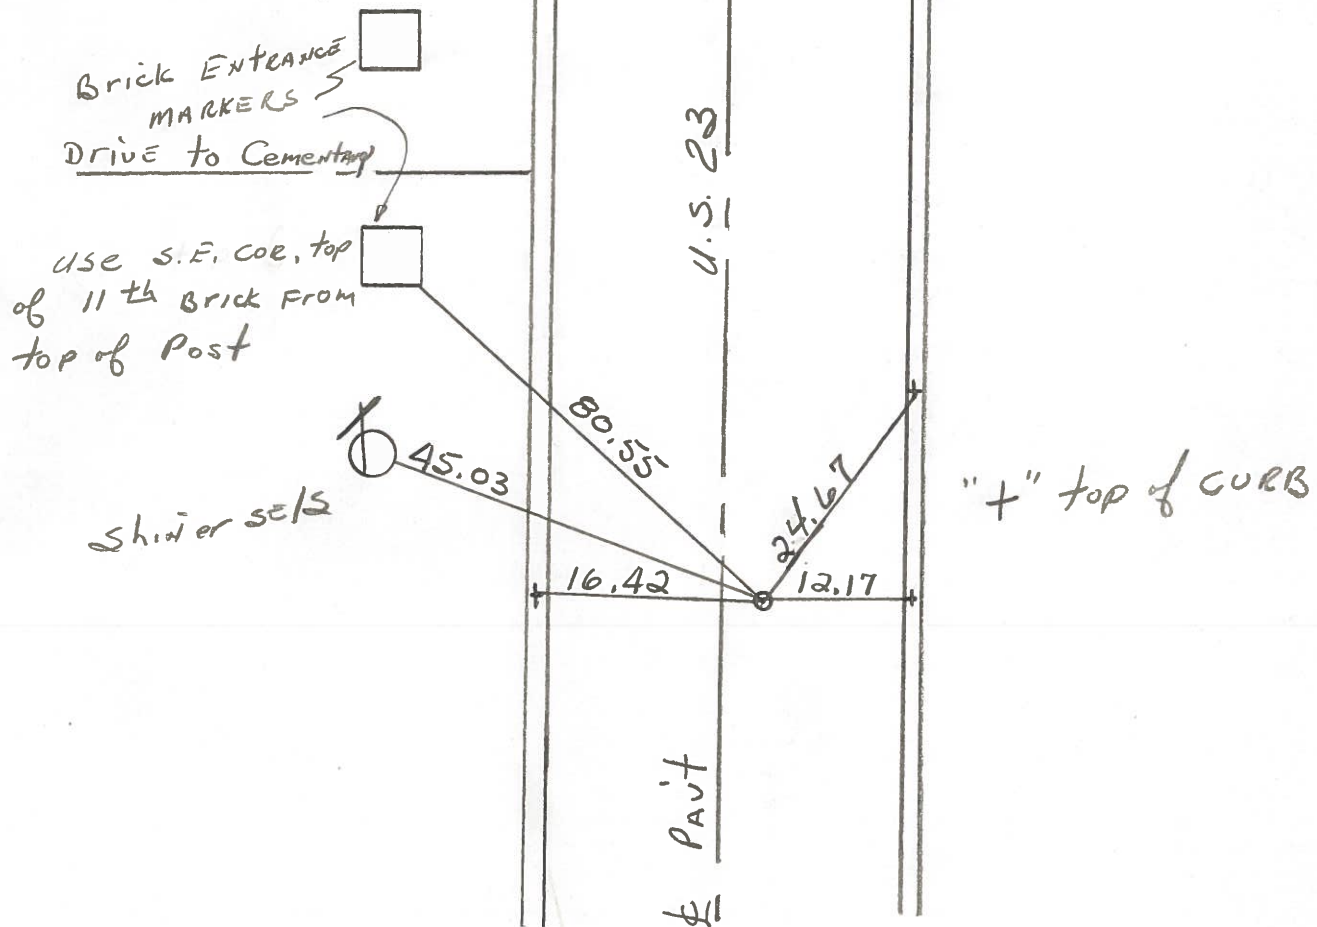 Brick ENTRANCE
MARKERS
DRIVE to CEMENTARY
USE S.E. COR. top
of 11th Brick From
top of Post
U.S. 23
80.55
45.03
24.67
"+" top of CURB
shiner SE/S
16.42
12.17
℄ PAV't